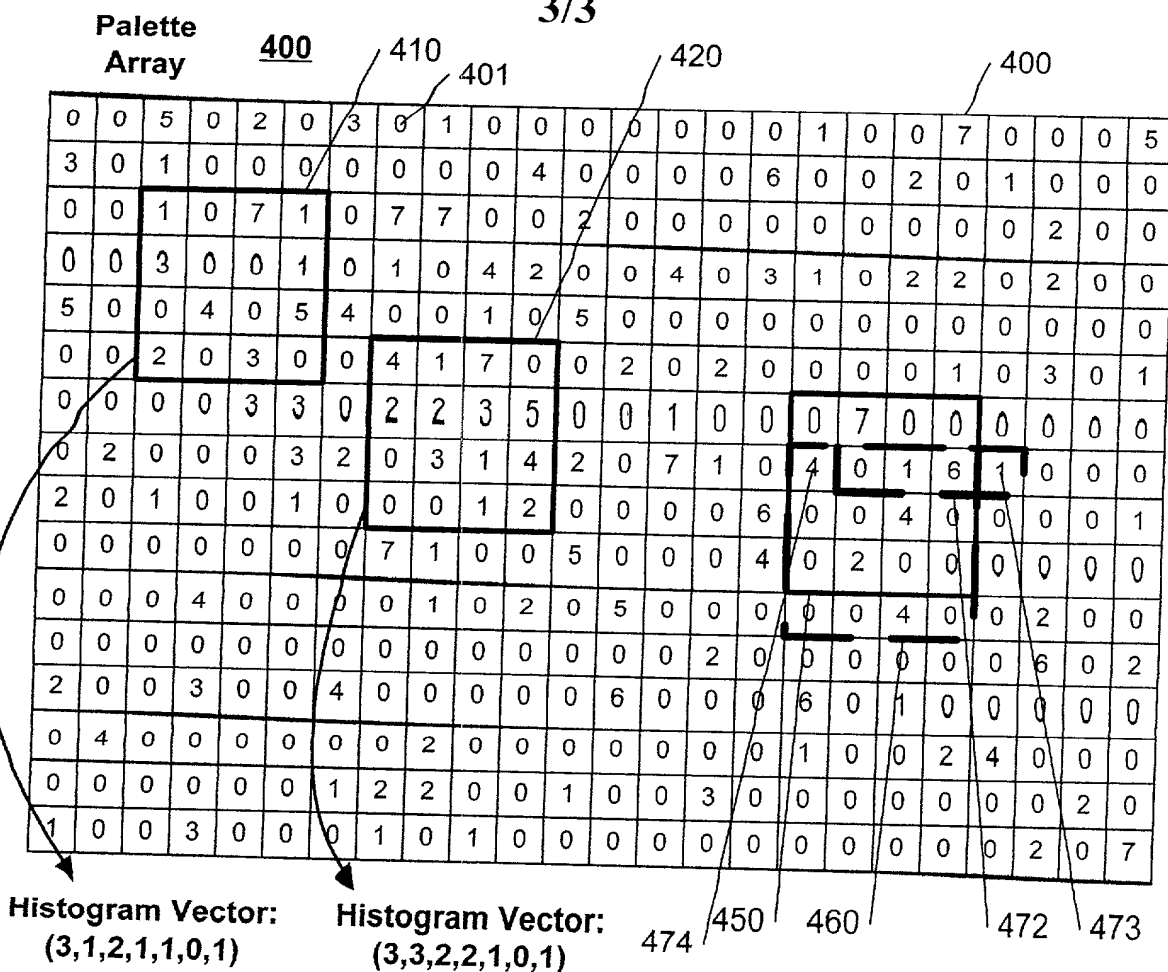 3/3
Palette
Array
400
410
401
420
400
0 0 5 0 2 0 3 0 1 0 0 0 0 0 0 0 1 0 0 7 0 0 0 5
3 0 1 0 0 0 0 0 0 0 4 0 0 0 0 6 0 0 2 0 1 0 0 0
0 0 1 0 7 1 0 7 7 0 0 2 0 0 0 0 0 0 0 0 0 2 0 0
0 0 3 0 0 1 0 1 0 4 2 0 0 4 0 3 1 0 2 2 0 2 0 0
5 0 0 4 0 5 4 0 0 1 0 5 0 0 0 0 0 0 0 0 0 0 0 0
0 0 2 0 3 0 0 4 1 7 0 0 2 0 2 0 0 0 0 1 0 3 0 1
0 0 0 0 3 3 0 2 2 3 5 0 0 1 0 0 0 7 0 0 0 0 0 0
0 2 0 0 0 3 2 0 3 1 4 2 0 7 1 0 4 0 1 6 1 0 0 0
2 0 1 0 0 1 0 0 0 1 2 0 0 0 0 6 0 0 4 0 0 0 0 1
0 0 0 0 0 0 0 7 1 0 0 5 0 0 0 4 0 2 0 0 0 0 0 0
0 0 0 4 0 0 0 0 1 0 2 0 5 0 0 0 0 0 4 0 0 2 0 0
0 0 0 0 0 0 0 0 0 0 0 0 0 0 2 0 0 0 0 0 0 6 0 2
2 0 0 3 0 0 4 0 0 0 0 0 6 0 0 0 6 0 1 0 0 0 0 0
0 4 0 0 0 0 0 0 2 0 0 0 0 0 0 0 1 0 0 2 4 0 0 0
0 0 0 0 0 0 1 2 2 0 0 1 0 0 3 0 0 0 0 0 0 0 2 0
1 0 0 3 0 0 0 1 0 1 0 0 0 0 0 0 0 0 0 0 0 2 0 7
Histogram Vector:
(3,1,2,1,1,0,1)
Histogram Vector:
(3,3,2,2,1,0,1)
474
450
460
472
473